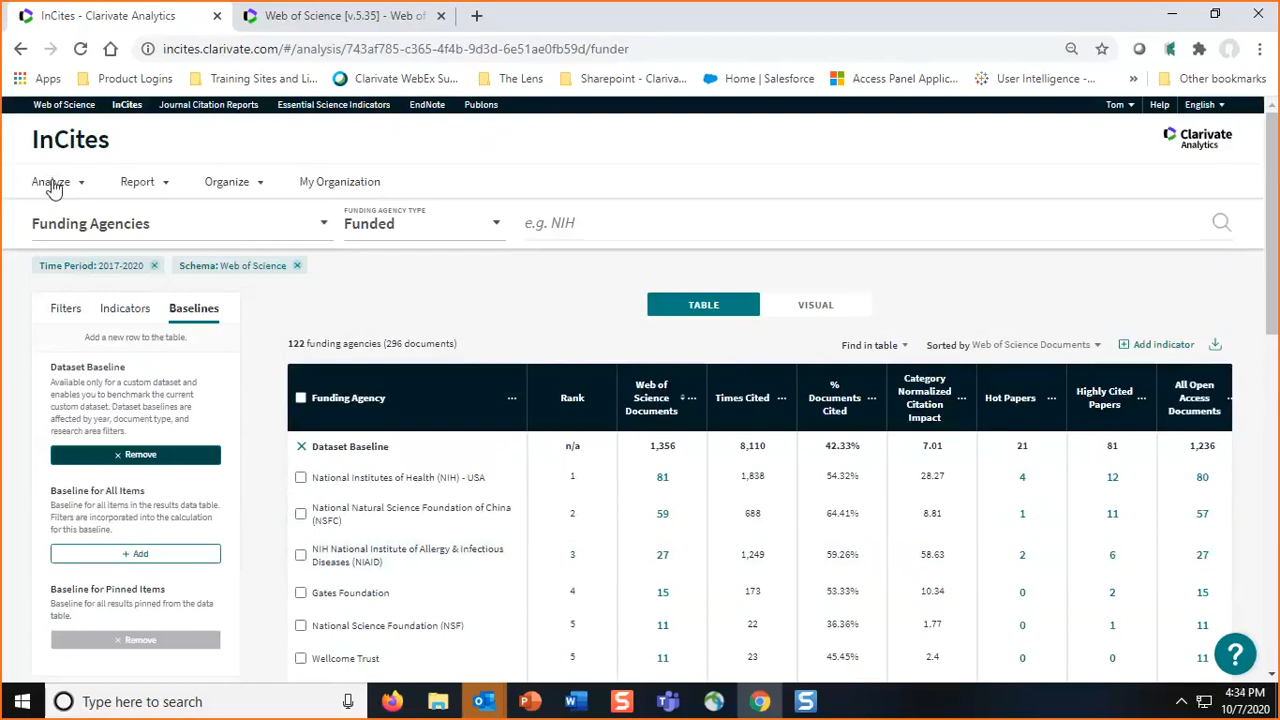 InCites - Clarivate Analytics
Web of Science [v.5.35] - Web of
incites.clarivate.com/#/analysis/743af785-c365-4f4b-9d3d-6e51ae0fb59d/funder
Apps Product Logins Training Sites and Li... Clarivate WebEx Su... The Lens Sharepoint - Clariva... Home | Salesforce Access Panel Applic... User Intelligence -... » Other bookmarks
Web of Science InCites Journal Citation Reports Essential Science Indicators EndNote Publons Tom Help English
InCites
Clarivate
Analytics
Analyze Report Organize My Organization
FUNDING AGENCY TYPE
Funding Agencies Funded e.g. NIH
Time Period: 2017-2020 Schema: Web of Science
Filters Indicators Baselines
TABLE VISUAL
Add a new row to the table.
122 funding agencies (296 documents) Find in table Sorted by Web of Science Documents Add indicator
Dataset Baseline
Available only for a custom dataset and
enables you to benchmark the current
custom dataset. Dataset baselines are
affected by year, document type, and
research area filters.
Remove
Baseline for All Items
Baseline for all items in the results data table.
Filters are incorporated into the calculation
for this baseline.
+ Add
Baseline for Pinned Items
Baseline for all results pinned from the data
table.
Remove
Funding Agency ... Rank Web of Science Documents ... Times Cited ... % Documents Cited ... Category Normalized Citation Impact ... Hot Papers ... Highly Cited Papers ... All Open Access Documents
Dataset Baseline n/a 1,356 8,110 42.33% 7.01 21 81 1,236
National Institutes of Health (NIH) - USA 1 81 1,838 54.32% 28.27 4 12 80
National Natural Science Foundation of China (NSFC) 2 59 688 64.41% 8.81 1 11 57
NIH National Institute of Allergy & Infectious Diseases (NIAID) 3 27 1,249 59.26% 58.63 2 6 27
Gates Foundation 4 15 173 53.33% 10.34 0 2 15
National Science Foundation (NSF) 5 11 22 36.36% 1.77 0 1 11
Wellcome Trust 5 11 23 45.45% 2.4 0 0 11
?
Type here to search
4:34 PM
10/7/2020